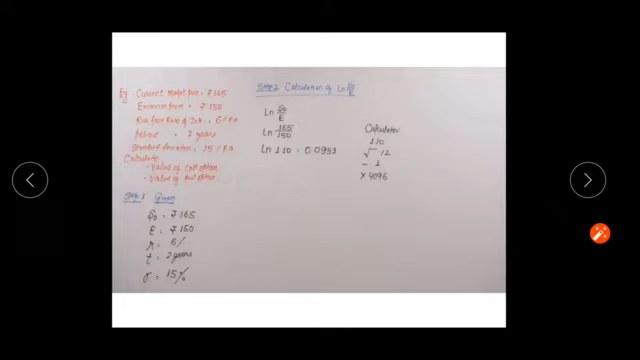 Eg Current Market Price = ₹ 165
Exercise Price = ₹ 150
Risk Free Rate of Int. = 6 % P.a
Period = 2 years
Standard deviation = 15 % P.a
Calculate
• Value of Call option
• Value of Put option
Step 1 Given
S₀ = ₹ 165
E = ₹ 150
r = 6 %
t = 2 years
σ = 15 %
Step 2 Calculation of Ln S₀/E
Ln S₀/E
Ln 165/150
Ln 1.10 = 0.0953
Calculator
1.10
√ 12
- 1
× 4096